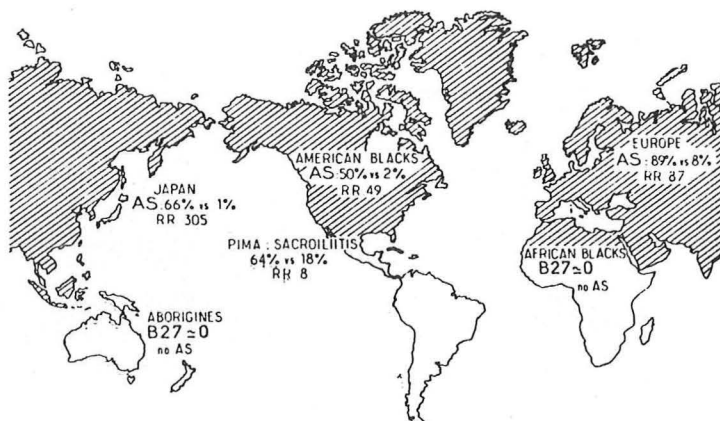 JAPAN
AS:66% vs 1%
RR 305
AMERICAN BLACKS
AS:50% vs 2%
RR 49
EUROPE
AS:89% vs 8%
RR 87
PIMA:SACROILIITIS
64% vs 18%
RR 8
AFRICAN BLACKS
B27≃0
no AS
ABORIGINES
B27≃0
no AS